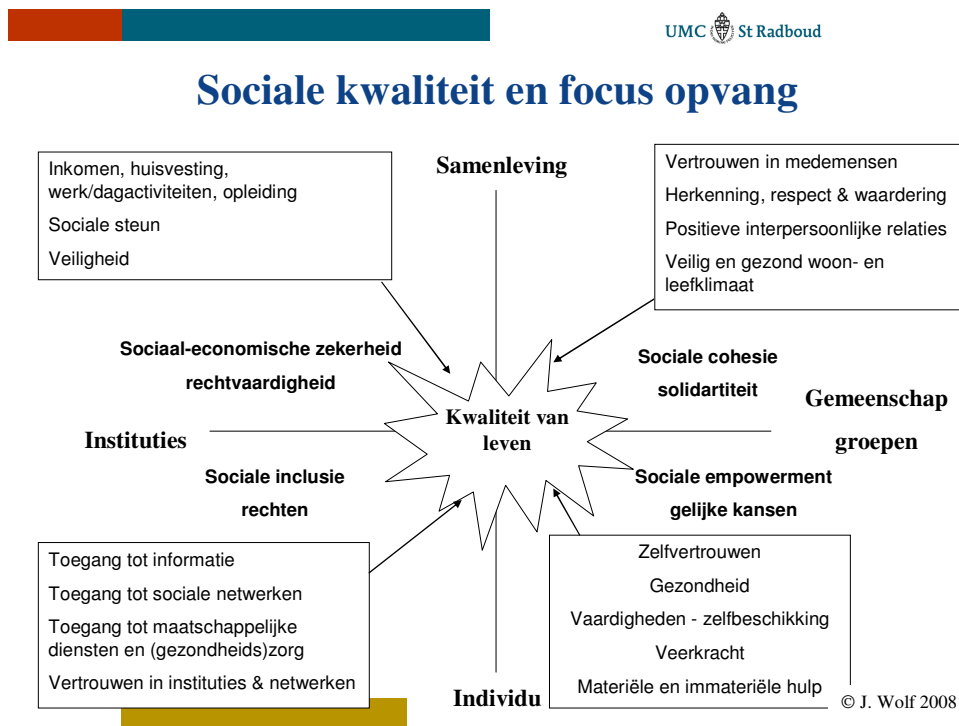 UMC St Radboud
Sociale kwaliteit en focus opvang
Inkomen, huisvesting,
werk/dagactiviteiten, opleiding
Sociale steun
Veiligheid
Samenleving
Vertrouwen in medemensen
Herkenning, respect & waardering
Positieve interpersoonlijke relaties
Veilig en gezond woon- en
leefklimaat
Sociaal-economische zekerheid
rechtvaardigheid
Sociale cohesie
solidartiteit
Kwaliteit van
leven
Instituties
Gemeenschap
groepen
Sociale inclusie
rechten
Sociale empowerment
gelijke kansen
Toegang tot informatie
Toegang tot sociale netwerken
Toegang tot maatschappelijke
diensten en (gezondheids)zorg
Vertrouwen in instituties & netwerken
Zelfvertrouwen
Gezondheid
Vaardigheden - zelfbeschikking
Veerkracht
Materiële en immateriële hulp
Individu
© J. Wolf 2008